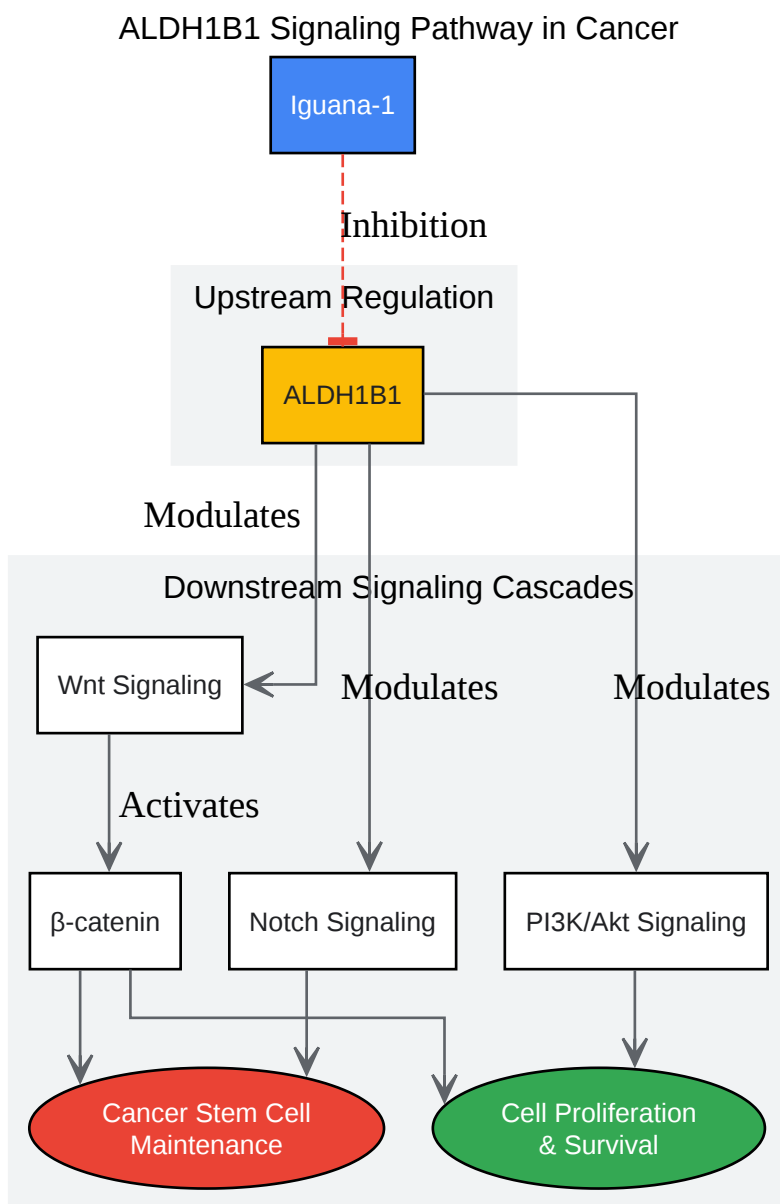 ALDH1B1 Signaling Pathway in Cancer
Iguana-1
Inhibition
Upstream Regulation
ALDH1B1
Modulates
Downstream Signaling Cascades
Wnt Signaling
Modulates
Modulates
Activates
β-catenin
Notch Signaling
PI3K/Akt Signaling
Cancer Stem Cell
Maintenance
Cell Proliferation
& Survival